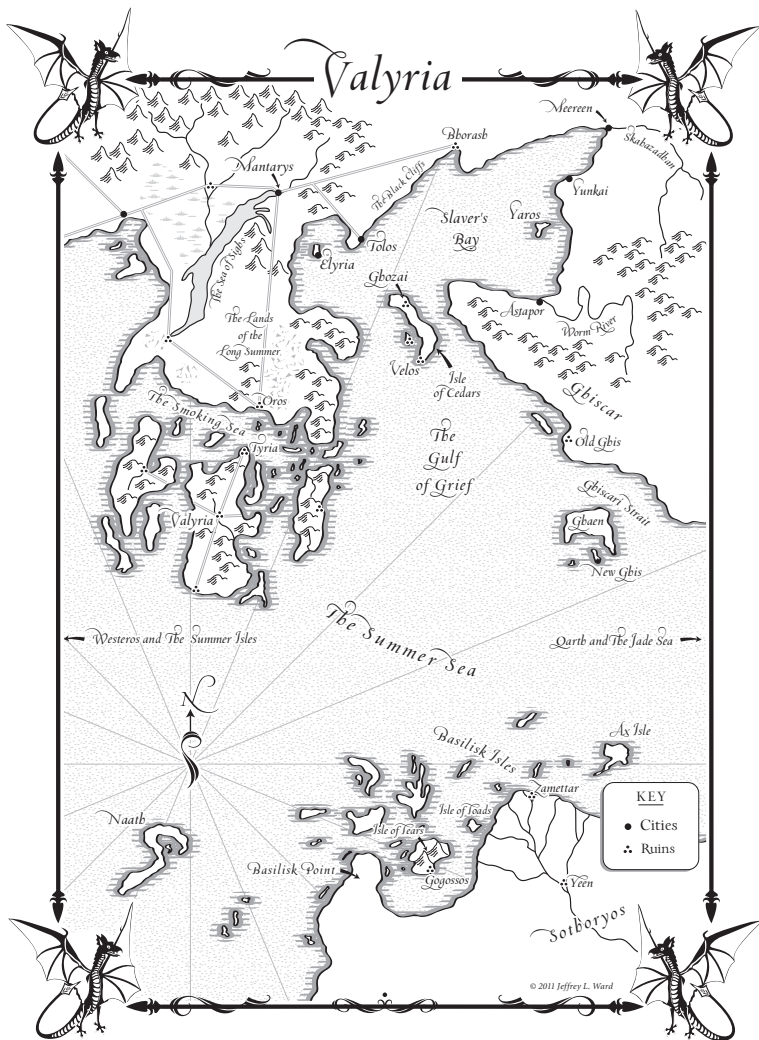 Valyria
Meereen
Skahazadhan
Bhorash
Mantarys
The Black Cliffs
Yunkai
Slaver's
Bay
Yaros
Tolos
Elyria
The Sea of Sighs
Ghozai
Astapor
Worm River
The Lands
of the
Long Summer
Velos
Isle
of Cedars
Ghiscar
Oros
The Smoking Sea
The
Gulf
of Grief
Old Ghis
Tyria
Ghiscari Strait
Valyria
Ghaen
New Ghis
The Summer Sea
Westeros and The Summer Isles
Qarth and The Jade Sea
N
Ax Isle
Basilisk Isles
Zamettar
KEY
Cities
Ruins
Isle of Toads
Naath
Isle of Tears
Basilisk Point
Gogossos
Yeen
Sothoryos
© 2011 Jeffrey L. Ward